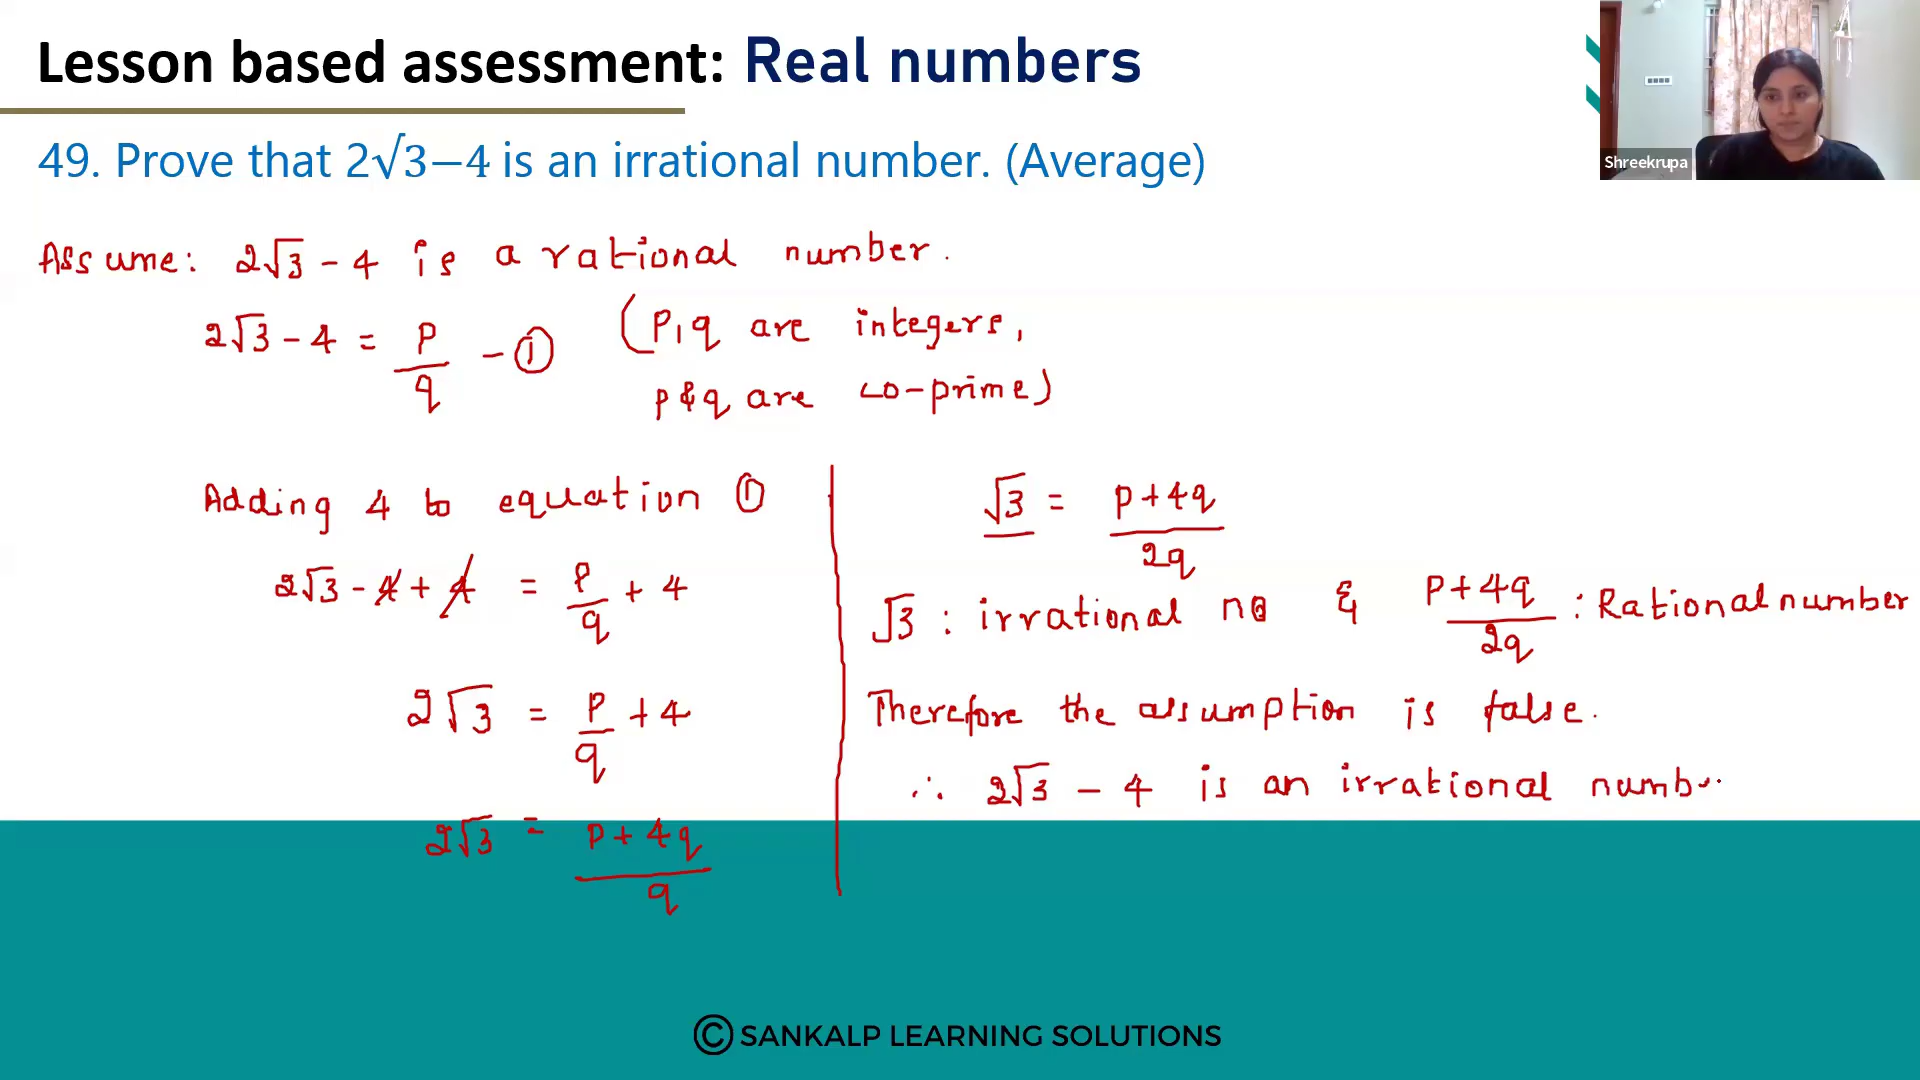 Lesson based assessment: Real numbers
Shreekrupa
49. Prove that 2√3−4 is an irrational number. (Average)
Assume: 2√3 - 4 is a rational number.
2√3 - 4 = p/q - ① (p, q are integers,
p & q are co-prime)
Adding 4 to equation ①
2√3 - 4 + 4 = p/q + 4
2√3 = p/q + 4
2√3 = p + 4q/q
√3 = p + 4q/2q
√3 : irrational no & p + 4q/2q : Rational number
Therefore the assumption is false.
∴ 2√3 - 4 is an irrational numb
© SANKALP LEARNING SOLUTIONS